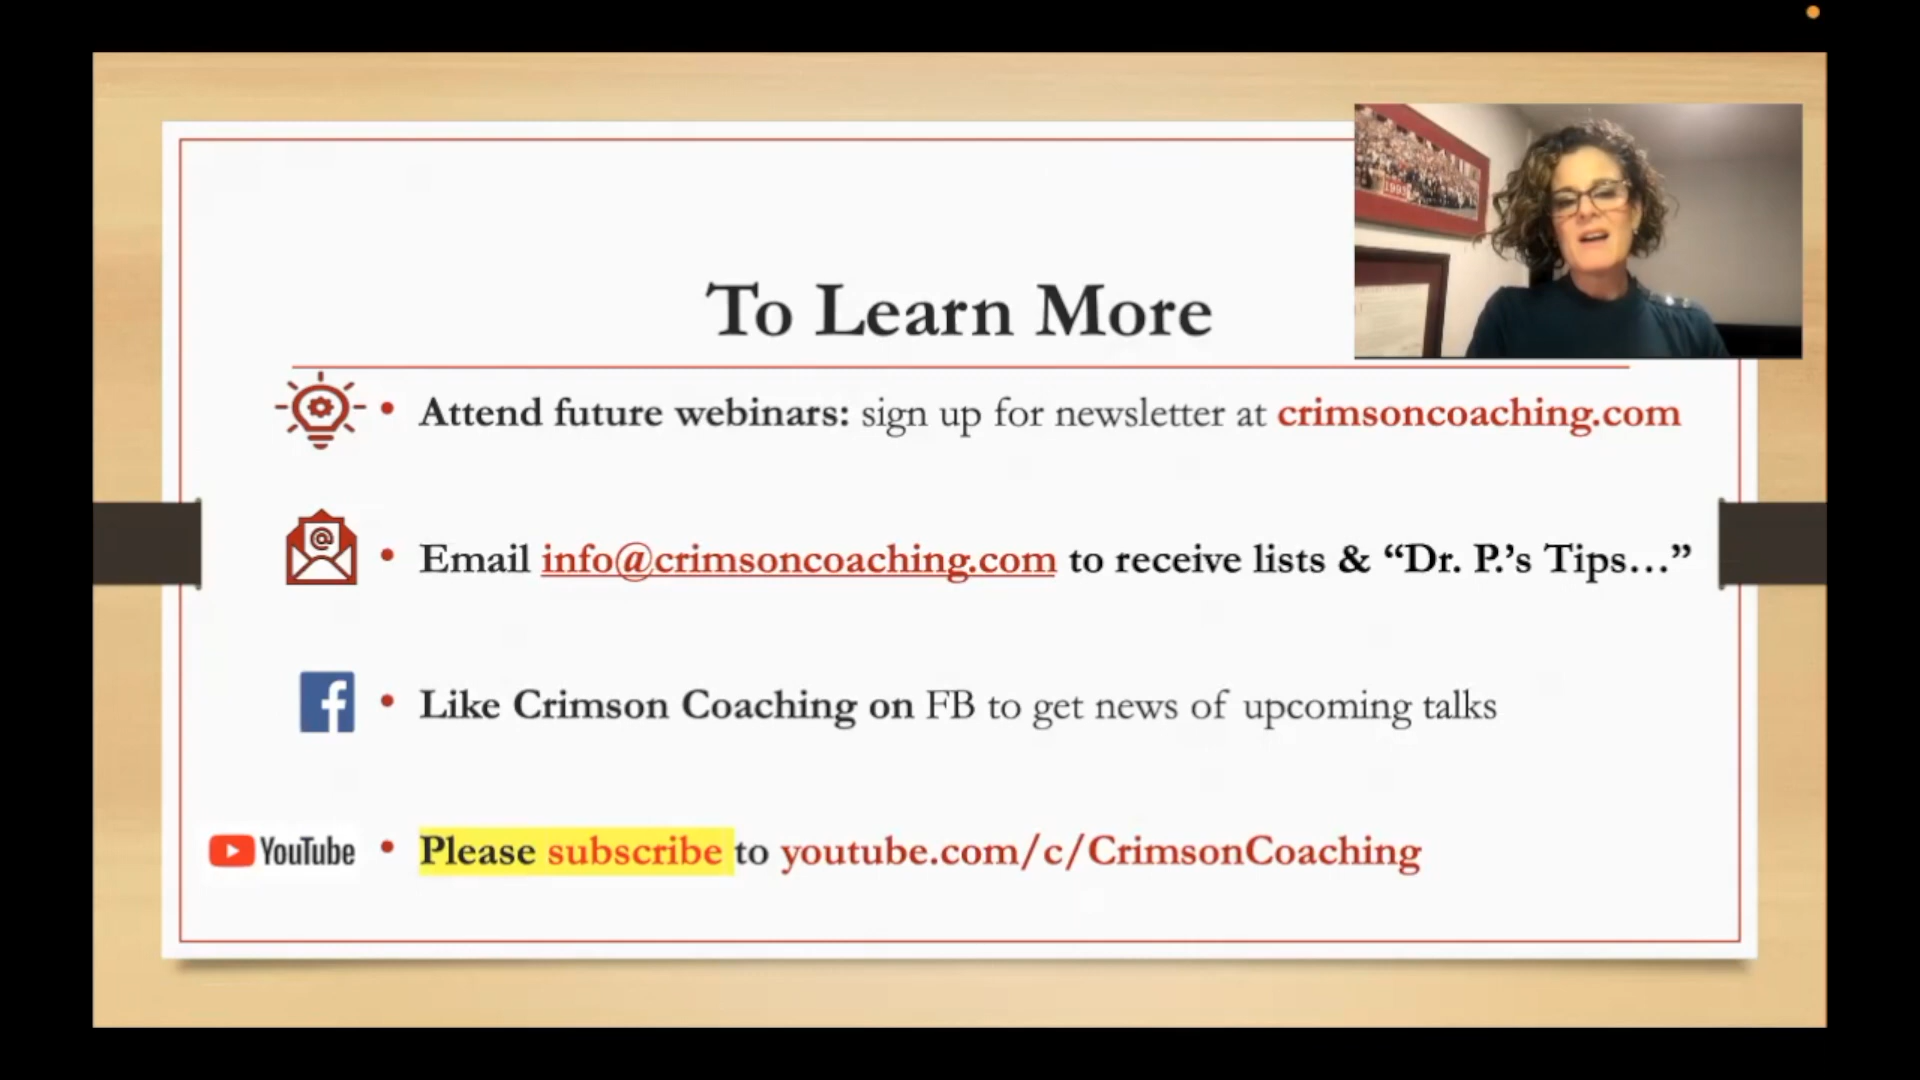 1993
To Learn More
• Attend future webinars: sign up for newsletter at crimsoncoaching.com
@
• Email info@crimsoncoaching.com to receive lists & “Dr. P.’s Tips…”
f
• Like Crimson Coaching on FB to get news of upcoming talks
YouTube • Please subscribe to youtube.com/c/CrimsonCoaching